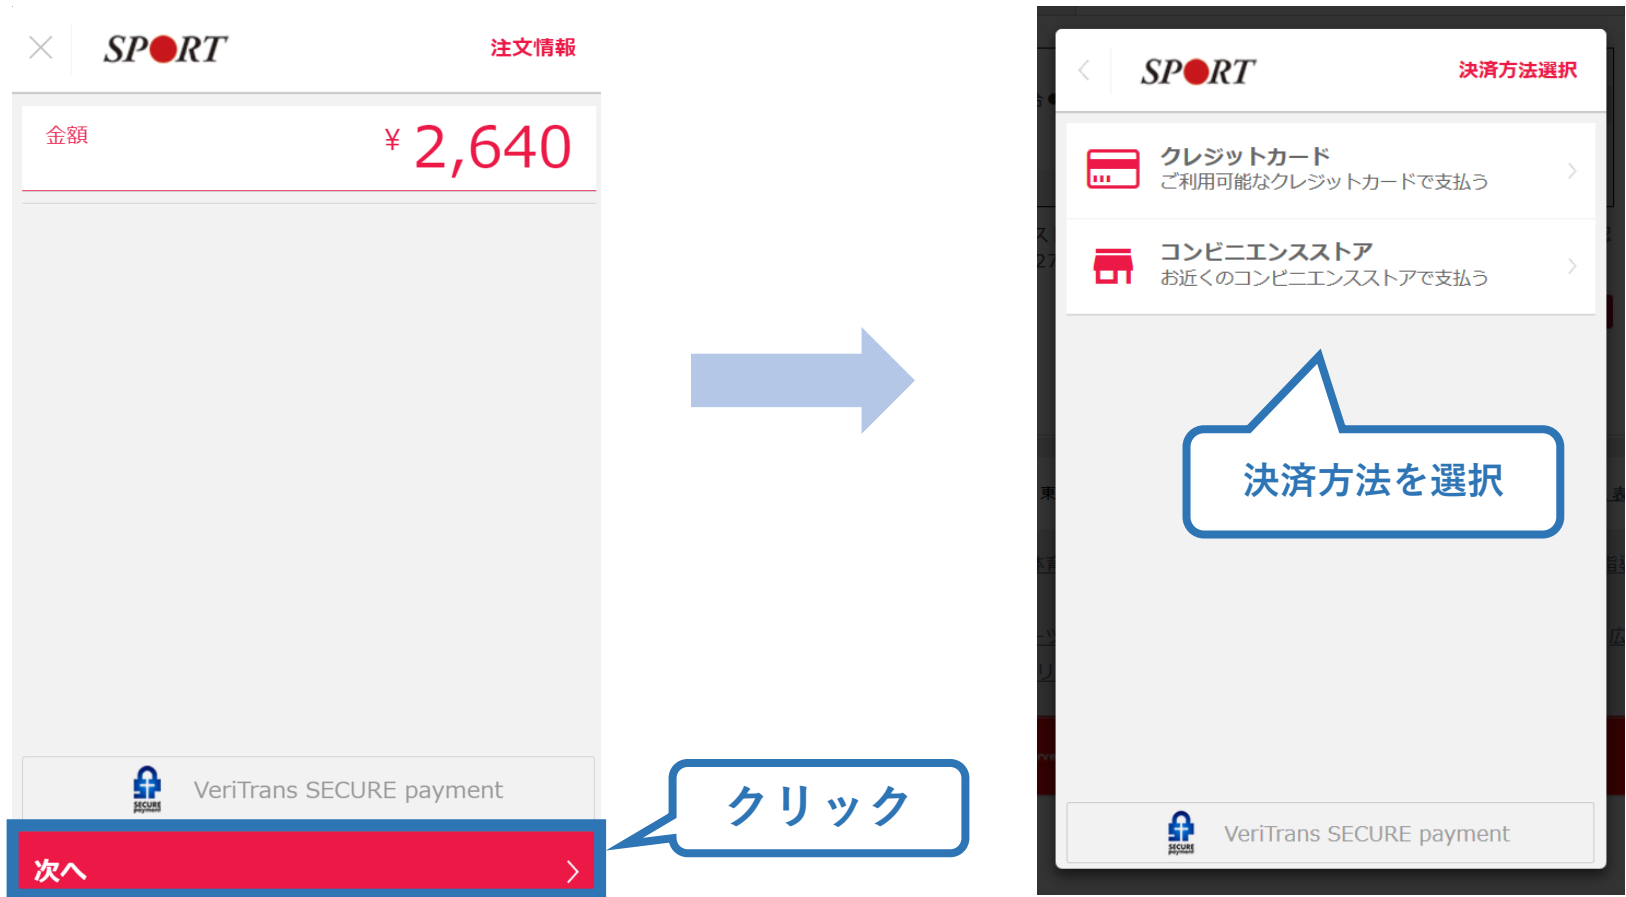 SPORT
注文情報
金額
¥ 2,640
VeriTrans SECURE payment
SECURE
payment
次へ
クリック
SPORT
決済方法選択
クレジットカード
ご利用可能なクレジットカードで支払う
コンビニエンスストア
お近くのコンビニエンスストアで支払う
決済方法を選択
VeriTrans SECURE payment
SECURE
payment